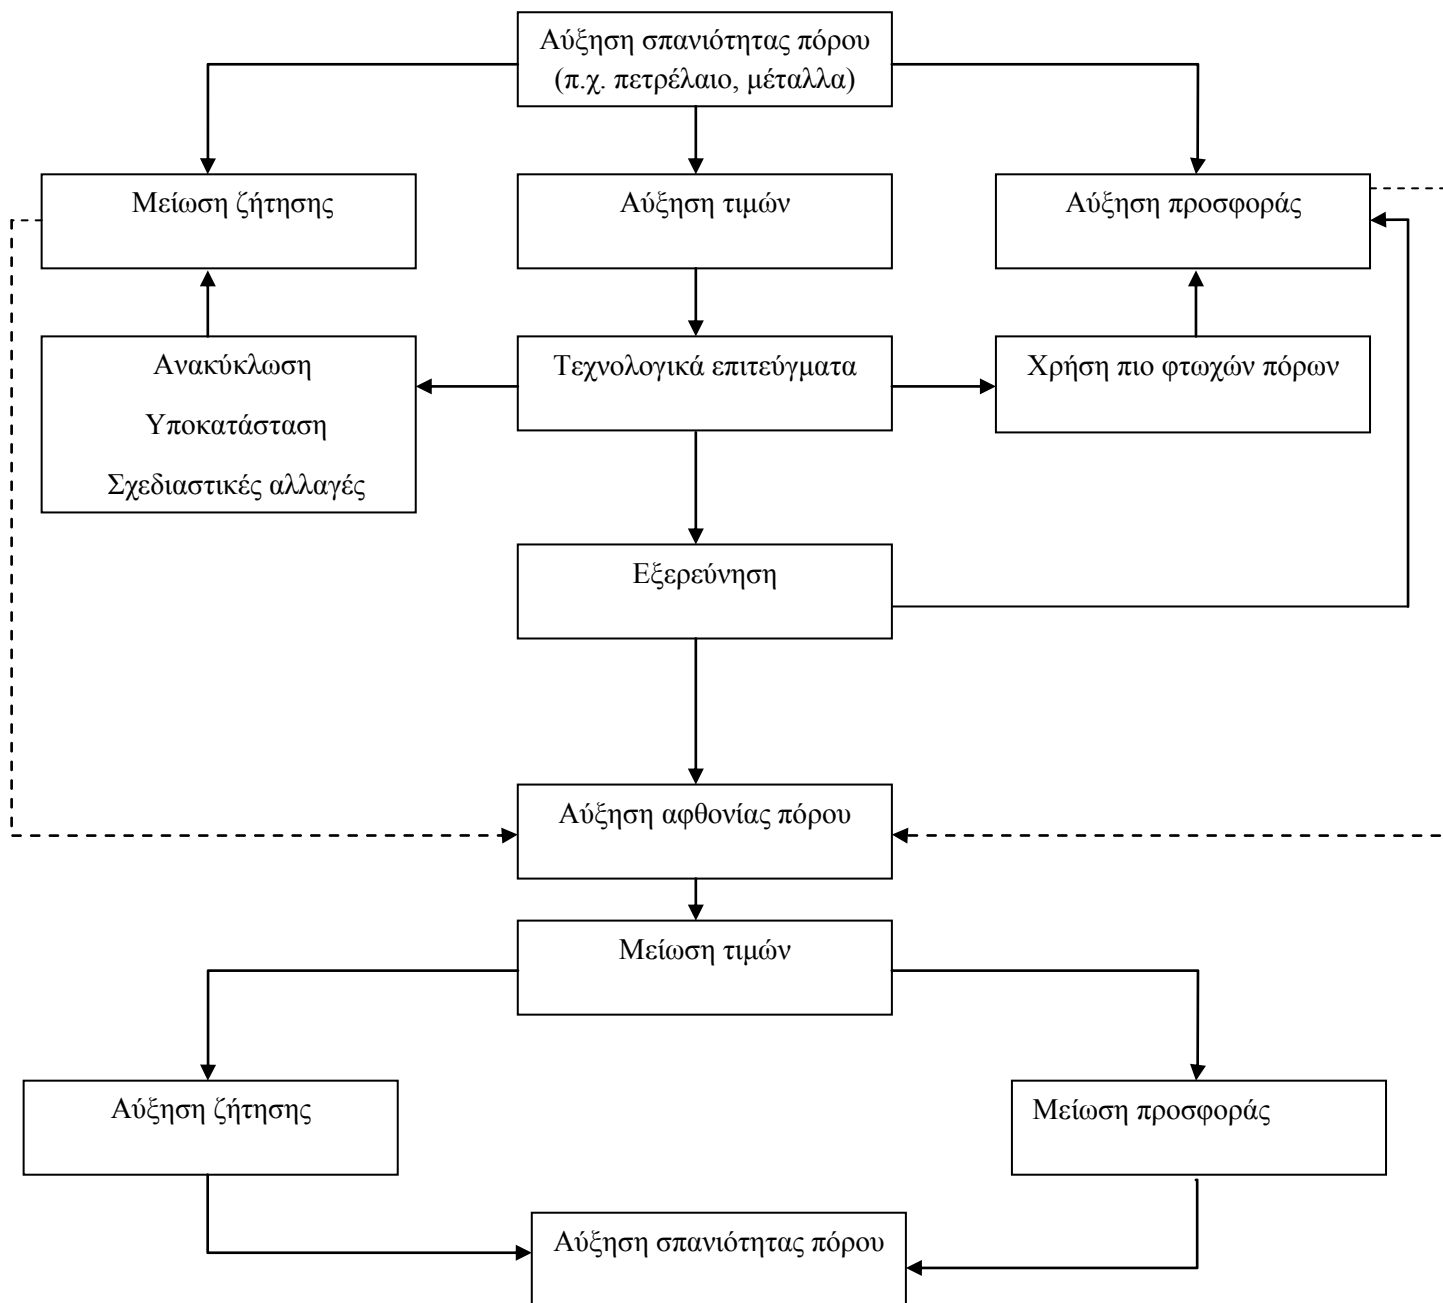 Αύξηση σπανιότητας πόρου
(π.χ. πετρέλαιο, μέταλλα)
Μείωση ζήτησης
Αύξηση τιμών
Αύξηση προσφοράς
Ανακύκλωση
Υποκατάσταση
Σχεδιαστικές αλλαγές
Τεχνολογικά επιτεύγματα
Χρήση πιο φτωχών πόρων
Εξερεύνηση
Αύξηση αφθονίας πόρου
Μείωση τιμών
Αύξηση ζήτησης
Μείωση προσφοράς
Αύξηση σπανιότητας πόρου